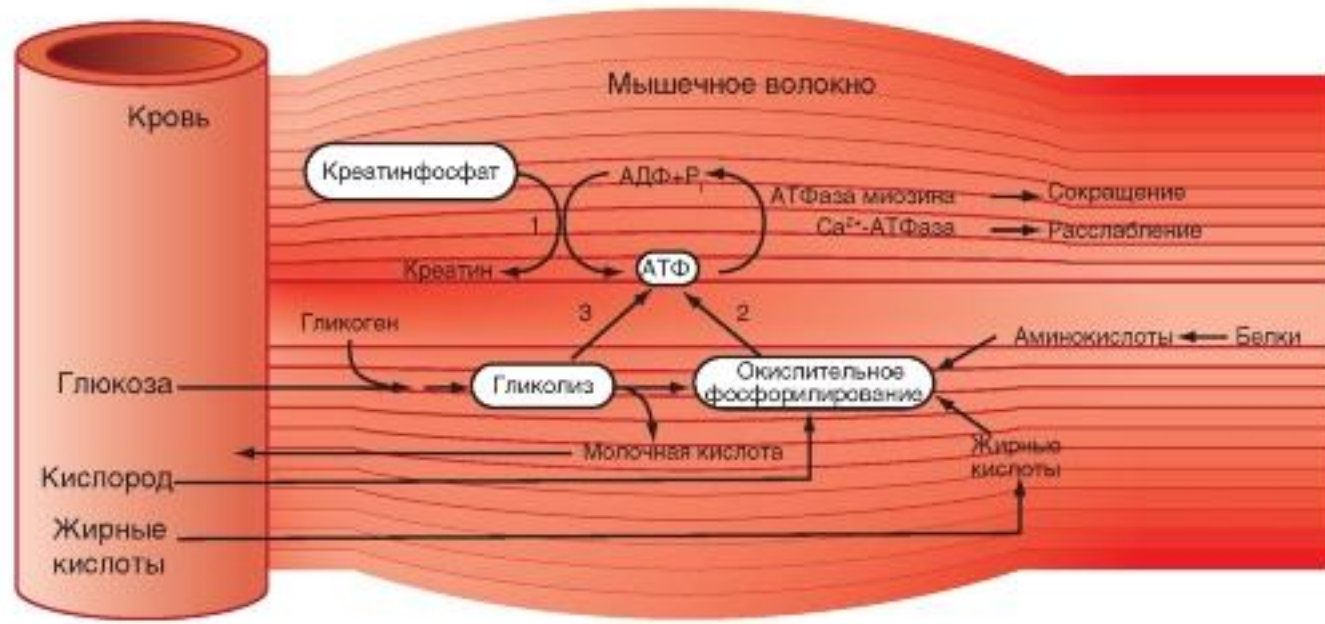 Мышечное волокно
Кровь
Креатинфосфат
АДФ+Pi
АТФаза миозина
Сокращение
1
Ca²⁺-АТФаза
Расслабление
Креатин
АТФ
3
2
Гликоген
Аминокислоты
Белки
Глюкоза
Гликолиз
Окислительное
фосфорилирование
Молочная кислота
Жирные
кислоты
Кислород
Жирные
кислоты